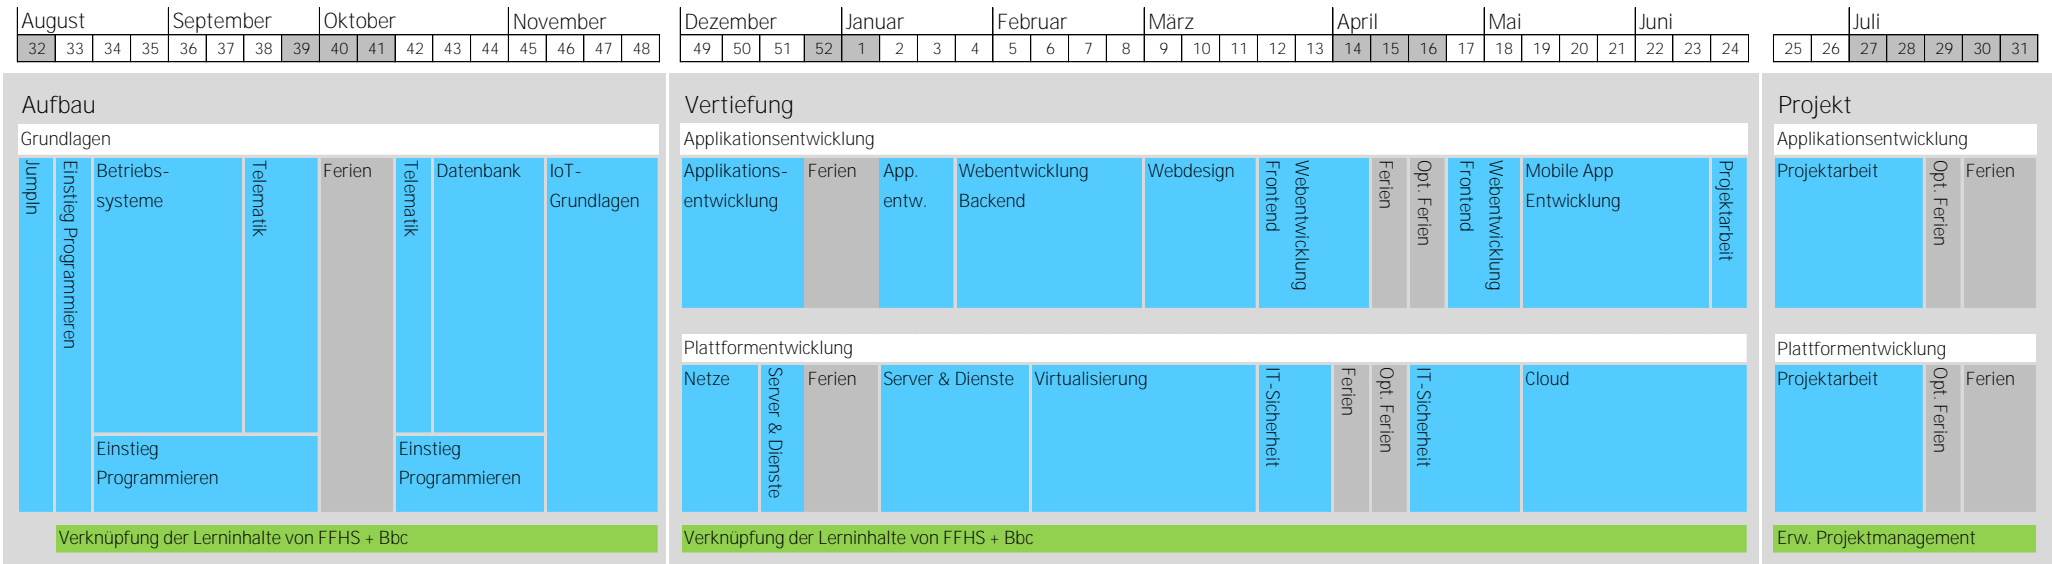 August September Oktober November Dezember Januar Februar März April Mai Juni Juli
32 33 34 35 36 37 38 39 40 41 42 43 44 45 46 47 48 49 50 51 52 1 2 3 4 5 6 7 8 9 10 11 12 13 14 15 16 17 18 19 20 21 22 23 24 25 26 27 28 29 30 31
Aufbau
Grundlagen
JumpIn
Einstieg Programmieren
Betriebs-
systeme
Telematik
Ferien
Telematik
Datenbank
IoT-
Grundlagen
Einstieg
Programmieren
Einstieg
Programmieren
Verknüpfung der Lerninhalte von FFHS + Bbc
Vertiefung
Applikationsentwicklung
Applikations-
entwicklung
Ferien
App.
entw.
Webentwicklung
Backend
Webdesign
Webentwicklung
Frontend
Ferien
Opt. Ferien
Webentwicklung
Frontend
Mobile App
Entwicklung
Projektarbeit
Plattformentwicklung
Netze
Server & Dienste
Ferien
Server & Dienste
Virtualisierung
IT-Sicherheit
Ferien
Opt. Ferien
IT-Sicherheit
Cloud
Verknüpfung der Lerninhalte von FFHS + Bbc
Projekt
Applikationsentwicklung
Projektarbeit
Opt. Ferien
Ferien
Plattformentwicklung
Projektarbeit
Opt. Ferien
Ferien
Erw. Projektmanagement